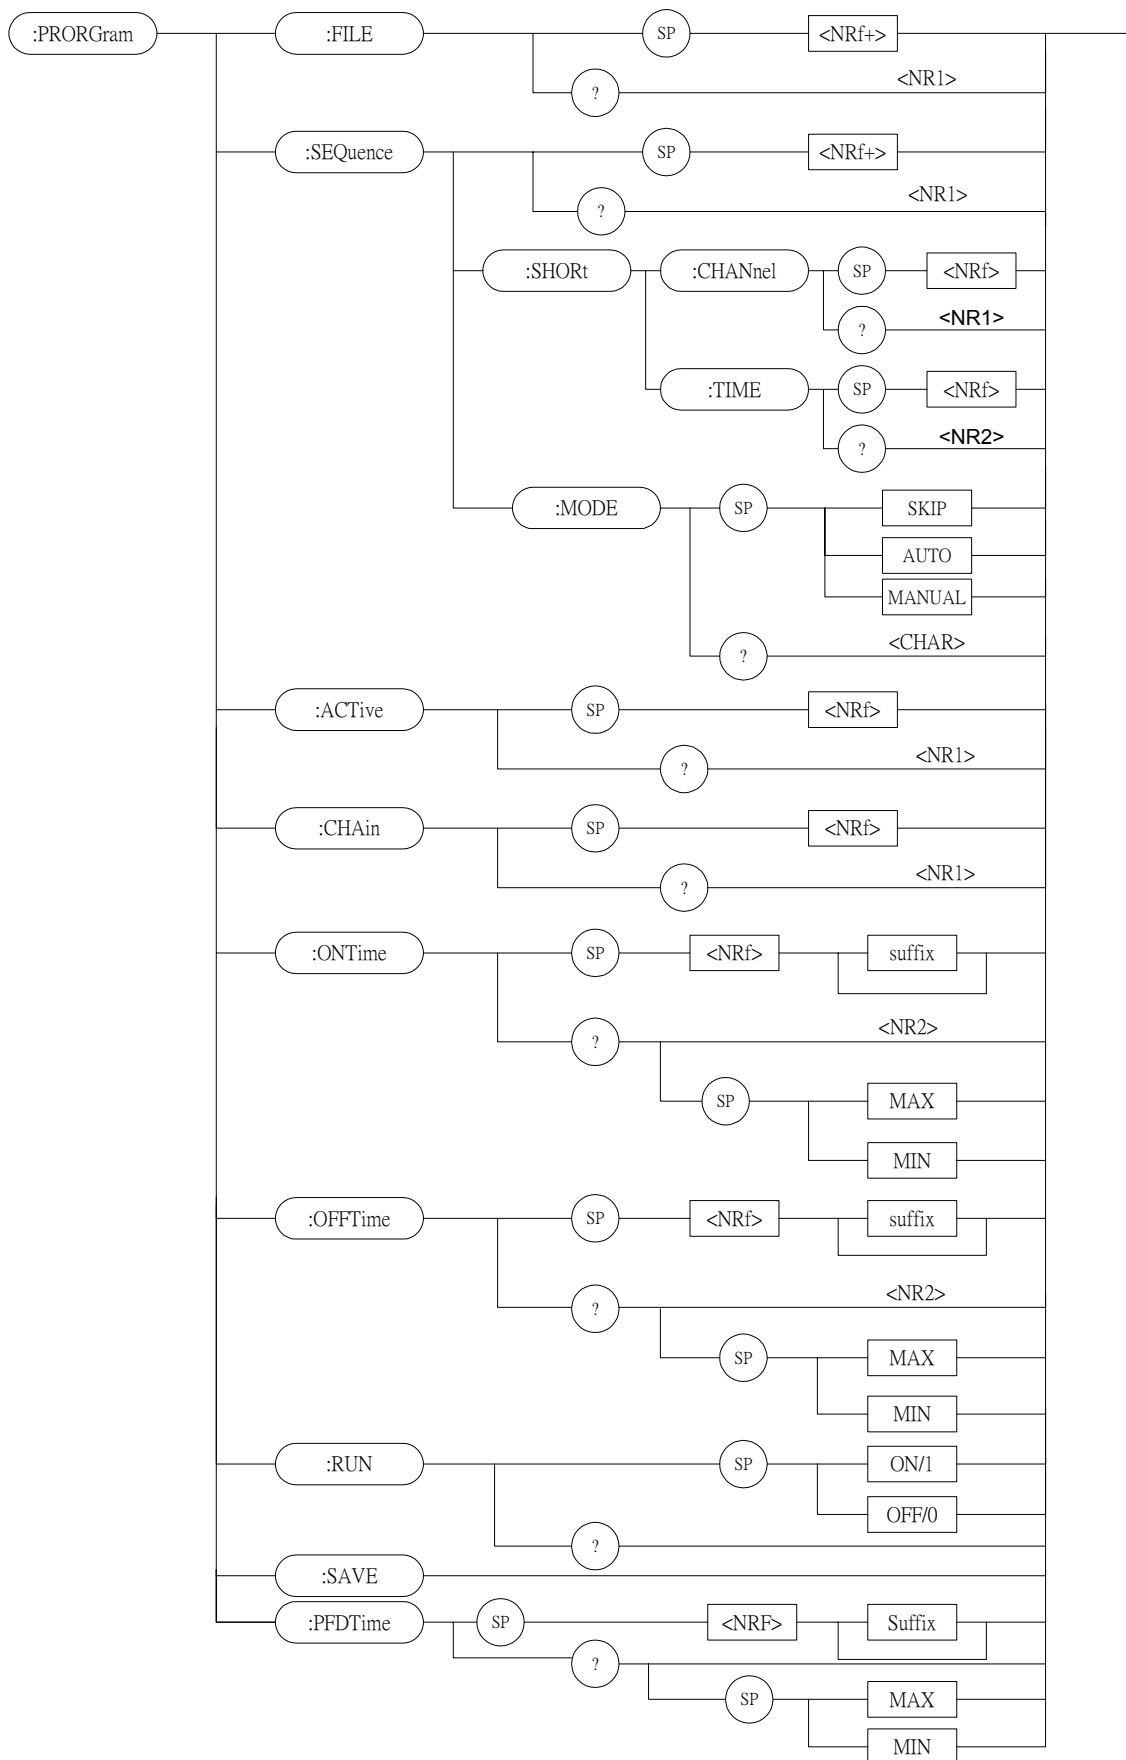 :PRORGram :FILE SP <NRf+>
? <NR1>
:SEQuence SP <NRf+>
? <NR1>
:SHORt :CHANnel SP <NRf>
? <NR1>
:TIME SP <NRf>
? <NR2>
:MODE SP SKIP
AUTO
MANUAL
? <CHAR>
:ACTive SP <NRf>
? <NR1>
:CHAin SP <NRf>
? <NR1>
:ONTime SP <NRf> suffix
? <NR2>
SP MAX
MIN
:OFFTime SP <NRf> suffix
? <NR2>
SP MAX
MIN
:RUN SP ON/1
OFF/0
?
:SAVE
:PFDTime SP <NRF> Suffix
?
SP MAX
MIN